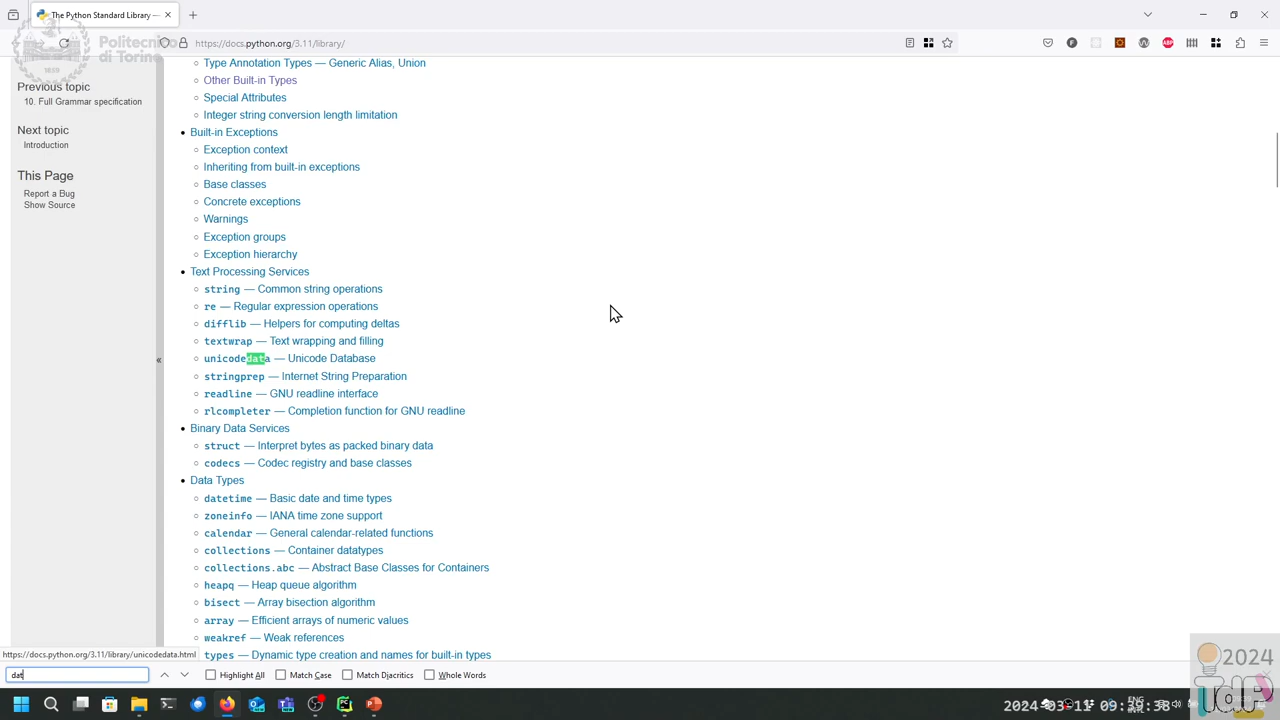 The Python Standard Library —
Politecnico
di Torino
https://docs.python.org/3.11/library/
Previous topic
10. Full Grammar specification
Next topic
Introduction
This Page
Report a Bug
Show Source
«
Type Annotation Types — Generic Alias, Union
Other Built-in Types
Special Attributes
Integer string conversion length limitation
Built-in Exceptions
Exception context
Inheriting from built-in exceptions
Base classes
Concrete exceptions
Warnings
Exception groups
Exception hierarchy
Text Processing Services
string — Common string operations
re — Regular expression operations
difflib — Helpers for computing deltas
textwrap — Text wrapping and filling
unicodedata — Unicode Database
stringprep — Internet String Preparation
readline — GNU readline interface
rlcompleter — Completion function for GNU readline
Binary Data Services
struct — Interpret bytes as packed binary data
codecs — Codec registry and base classes
Data Types
datetime — Basic date and time types
zoneinfo — IANA time zone support
calendar — General calendar-related functions
collections — Container datatypes
collections.abc — Abstract Base Classes for Containers
heapq — Heap queue algorithm
bisect — Array bisection algorithm
array — Efficient arrays of numeric values
weakref — Weak references
types — Dynamic type creation and names for built-in types
https://docs.python.org/3.11/library/unicodedata.html
dat
Highlight All
Match Case
Match Diacritics
Whole Words
2024
ENG
2024-03-11 09:59:38